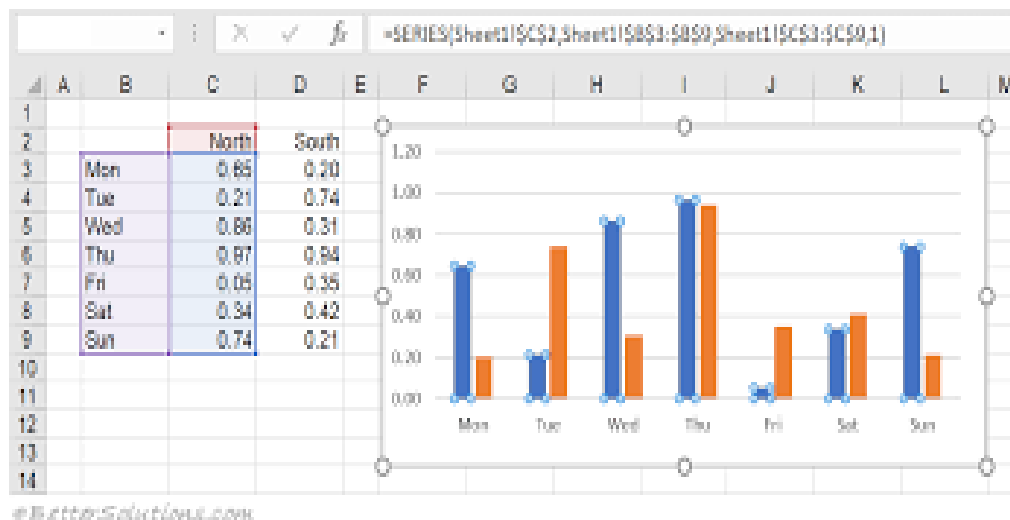 =SERIES(Sheet1!$C$2,Sheet1!$B$3:$B$9,Sheet1!$C$3:$C$9,1)
A B C D E F G H I J K L M
1
2 North South
3 Mon 0.65 0.20
4 Tue 0.21 0.74
5 Wed 0.86 0.31
6 Thu 0.97 0.94
7 Fri 0.05 0.35
8 Sat 0.34 0.42
9 Sun 0.74 0.21
10
11
12
13
14
1.20
1.00
0.80
0.60
0.40
0.20
0.00
Mon Tue Wed Thu Fri Sat Sun
©BetterSolutions.com